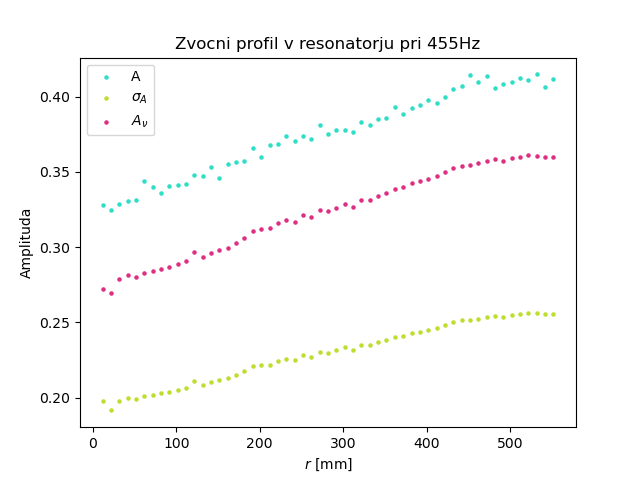 Zvocni profil v resonatorju pri 455Hz
A
σ_A
A_ν
Amplituda
0.40
0.35
0.30
0.25
0.20
0 100 200 300 400 500
r [mm]